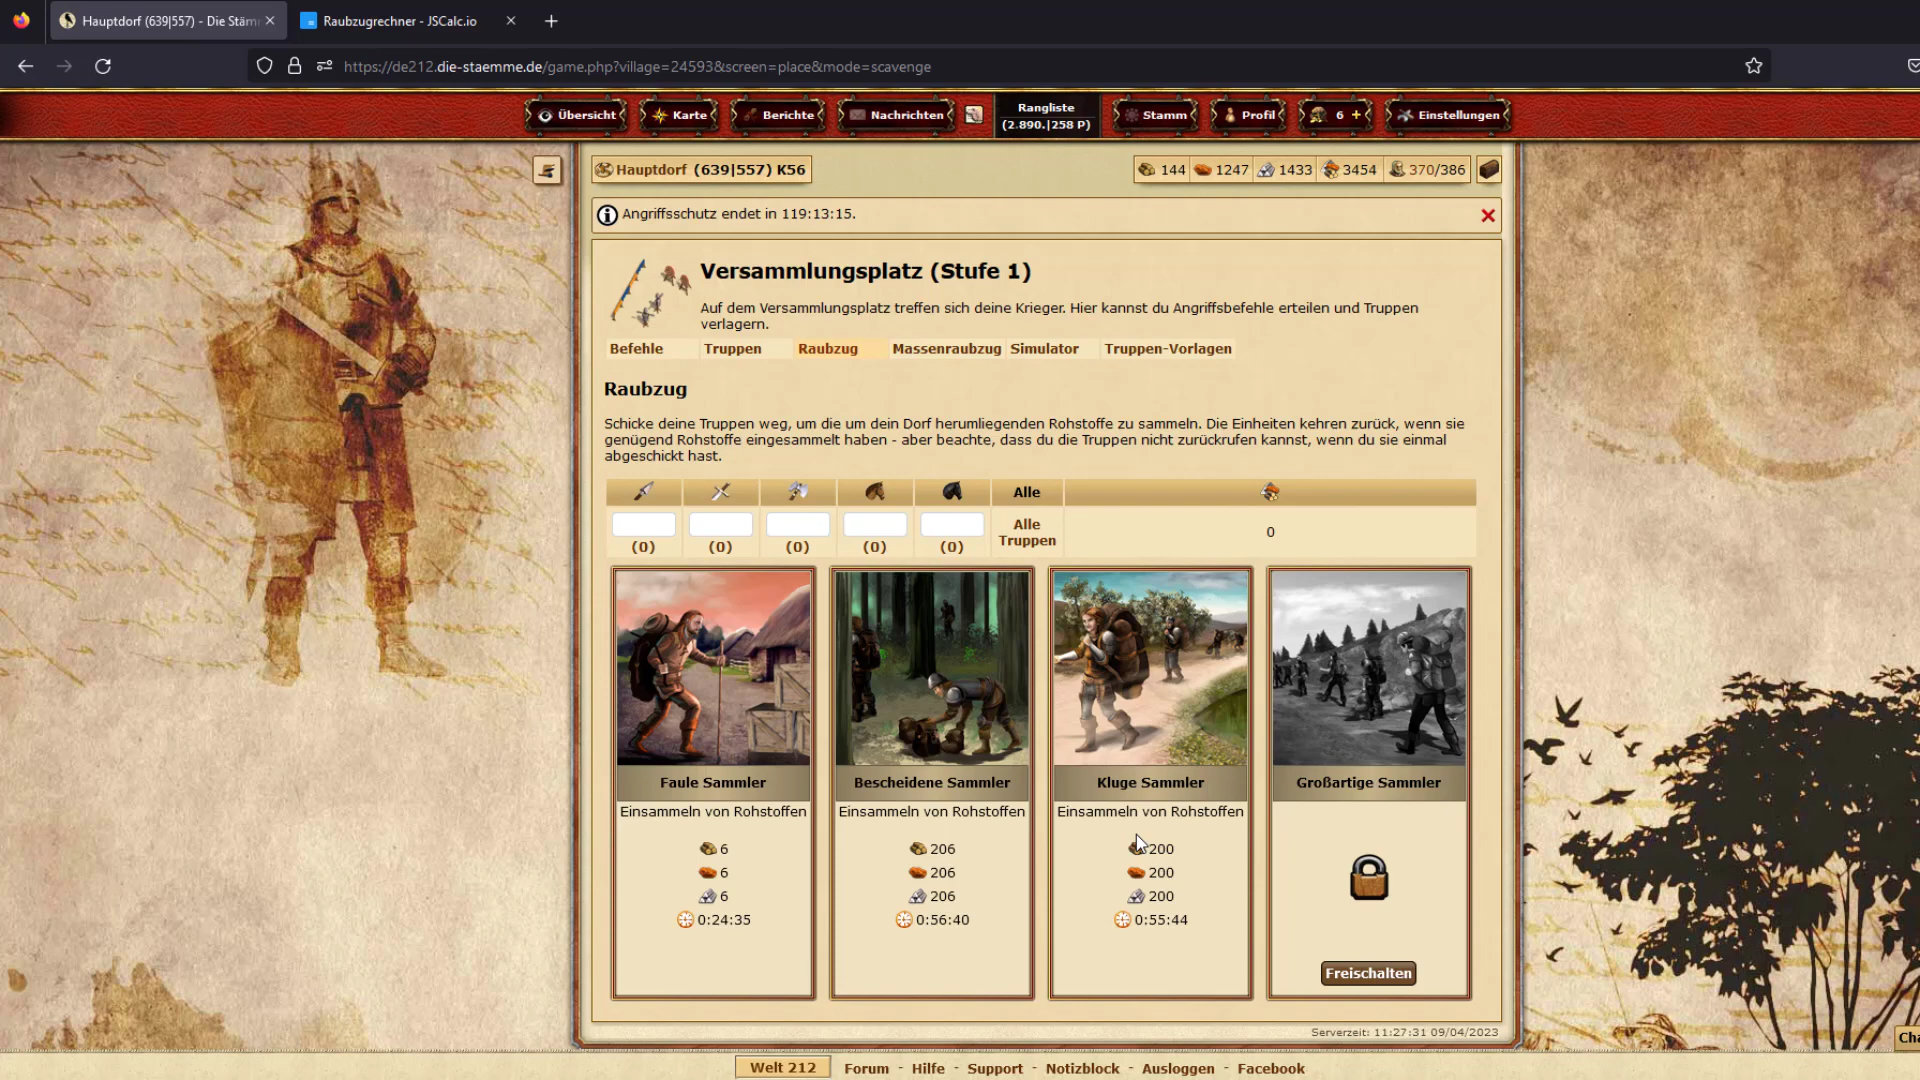 Hauptdorf (639|557) - Die Stäm
Raubzugrechner - JSCalc.io
https://de212.die-staemme.de/game.php?village=24593&screen=place&mode=scavenge
Übersicht
Karte
Berichte
Nachrichten
Rangliste
(2.890.|258 P)
Stamm
Profil
6 +
Einstellungen
Hauptdorf (639|557) K56
144
1247
1433
3454
370/386
Angriffsschutz endet in 119:13:15.
Versammlungsplatz (Stufe 1)
Auf dem Versammlungsplatz treffen sich deine Krieger. Hier kannst du Angriffsbefehle erteilen und Truppen
verlagern.
Befehle
Truppen
Raubzug
Massenraubzug
Simulator
Truppen-Vorlagen
Raubzug
Schicke deine Truppen weg, um die um dein Dorf herumliegenden Rohstoffe zu sammeln. Die Einheiten kehren zurück, wenn sie
genügend Rohstoffe eingesammelt haben - aber beachte, dass du die Truppen nicht zurückrufen kannst, wenn du sie einmal
abgeschickt hast.
Alle
(0)
(0)
(0)
(0)
(0)
Alle
Truppen
0
Faule Sammler
Einsammeln von Rohstoffen
6
6
6
0:24:35
Bescheidene Sammler
Einsammeln von Rohstoffen
206
206
206
0:56:40
Kluge Sammler
Einsammeln von Rohstoffen
200
200
200
0:55:44
Großartige Sammler
Freischalten
Serverzeit: 11:27:31 09/04/2023
Cha
Welt 212
Forum - Hilfe - Support - Notizblock - Ausloggen - Facebook